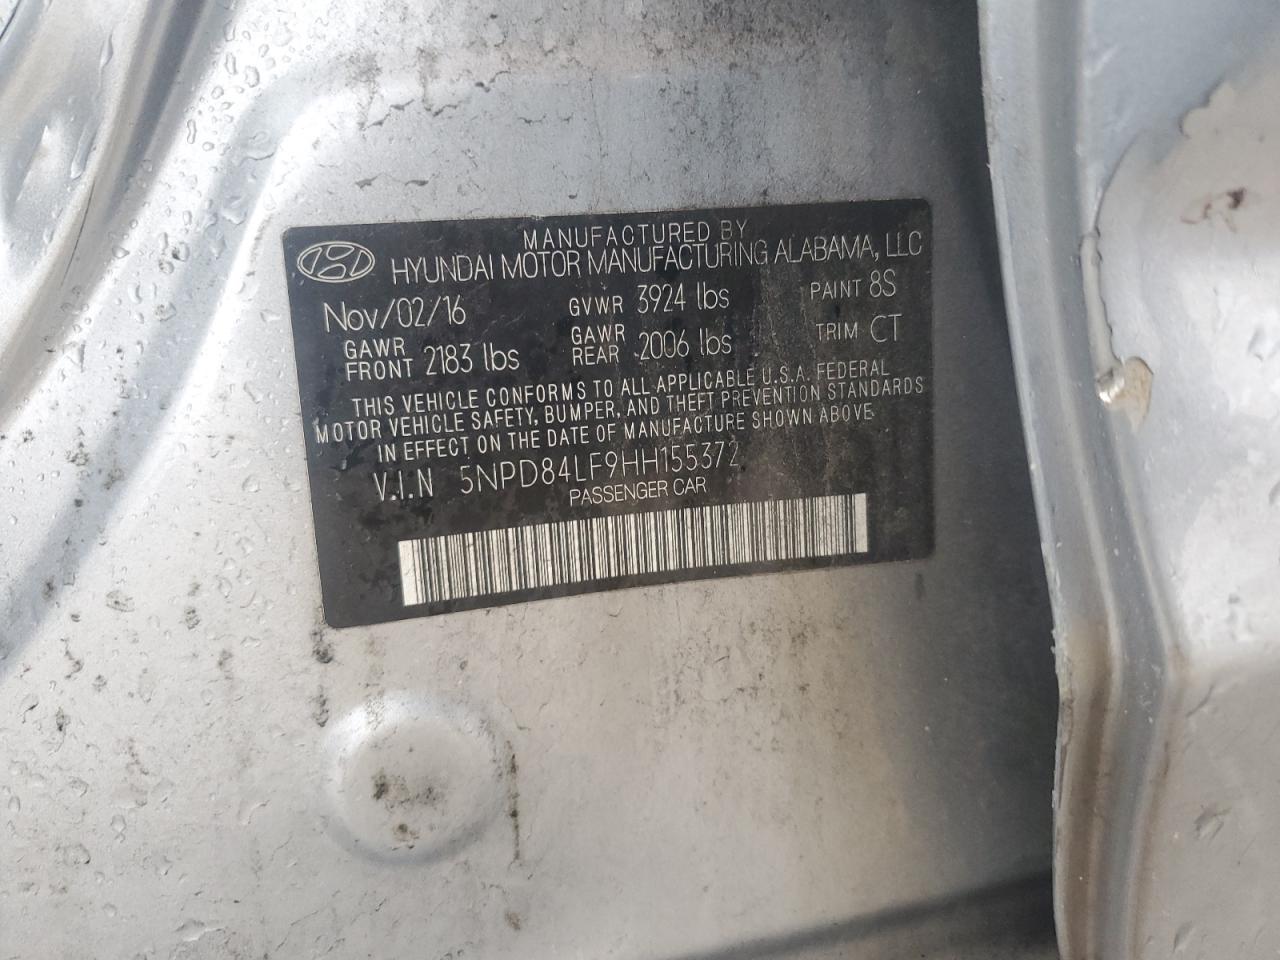 MANUFACTURED BY
HYUNDAI MOTOR MANUFACTURING ALABAMA, LLC
Nov/02/16 GVWR 3924 lbs PAINT 8S
GAWR FRONT 2183 lbs GAWR REAR 2006 lbs TRIM CT
THIS VEHICLE CONFORMS TO ALL APPLICABLE U.S.A. FEDERAL
MOTOR VEHICLE SAFETY, BUMPER, AND THEFT PREVENTION STANDARDS
IN EFFECT ON THE DATE OF MANUFACTURE SHOWN ABOVE.
V.I.N 5NPD84LF9HH155372
PASSENGER CAR